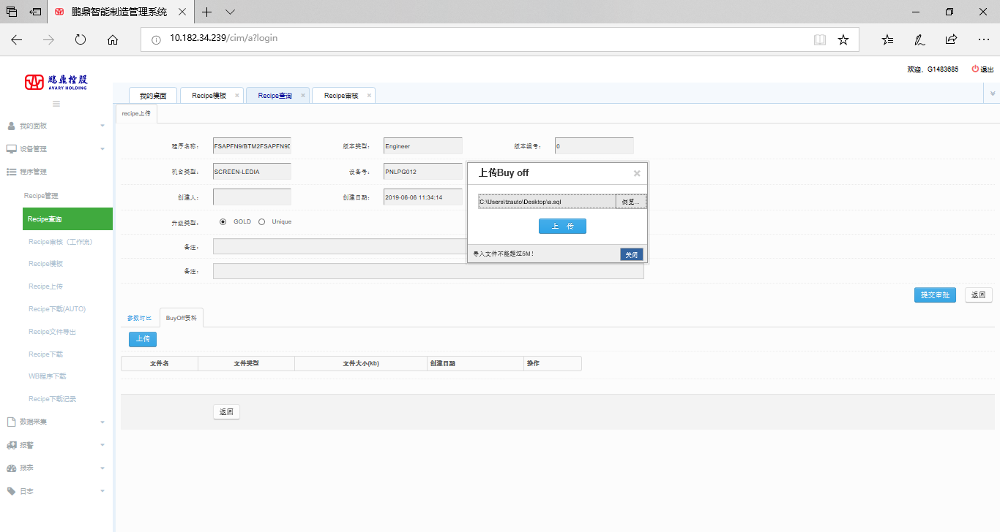 鹏鼎智能制造管理系统
10.182.34.239/cim/a?login
欢迎, G1483685 退出
鹏鼎控股
AVARY HOLDING
我的桌面 Recipe模板 Recipe查询 Recipe审核
recipe上传
我的面板
设备管理
程序管理
Recipe管理
Recipe查询
Recipe审核（工作流）
Recipe模板
Recipe上传
Recipe下载(AUTO)
Recipe文件导出
Recipe下载
WB程序下载
Recipe下载记录
数据采集
报警
报表
日志
程序名称: FSAPFN9/BTM2FSAPFN9 版本类型: Engineer 版本编号: 0
机台类型: SCREEN-LEDIA 设备号: PNLPG012
创建人: 创建日期: 2019-06-06 11:34:14
升级类型: GOLD Unique
备注:
备注:
上传Buy off
C:\Users\tzauto\Desktop\a.sql 浏览...
上 传
导入文件不能超过5M！ 关闭
提交审批 返回
参数对比 BuyOff资料
上传
文件名 文件类型 文件大小(kb) 创建日期 操作
返回